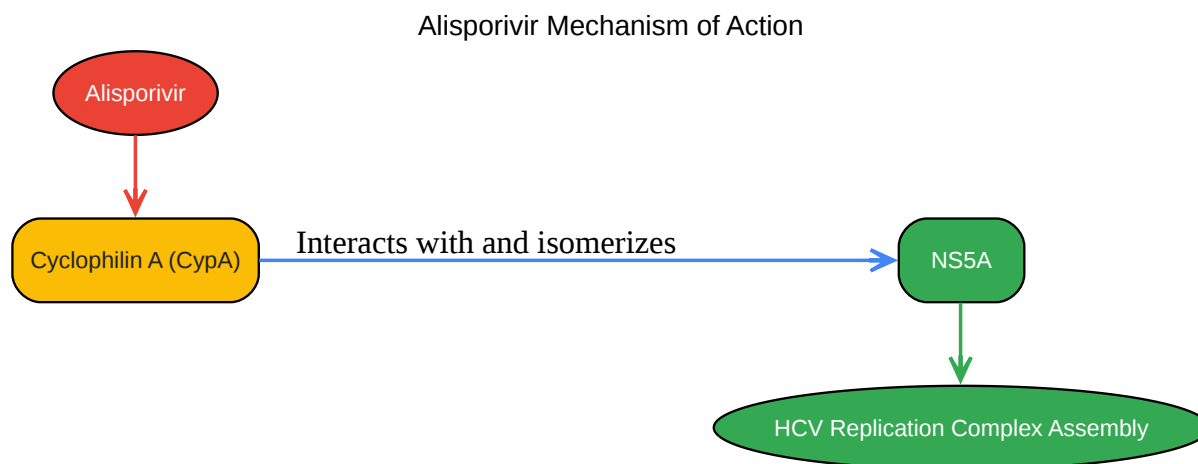 Alisporivir Mechanism of Action
Alisporivir
Cyclophilin A (CypA)
Interacts with and isomerizes
NS5A
HCV Replication Complex Assembly